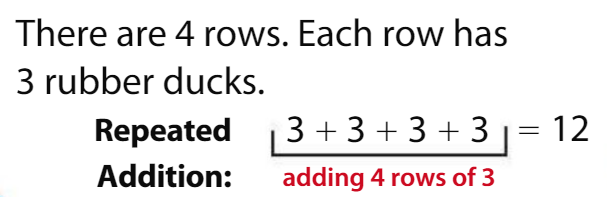 There are 4 rows. Each row has
3 rubber ducks.
Repeated 3 + 3 + 3 + 3 = 12
Addition: adding 4 rows of 3